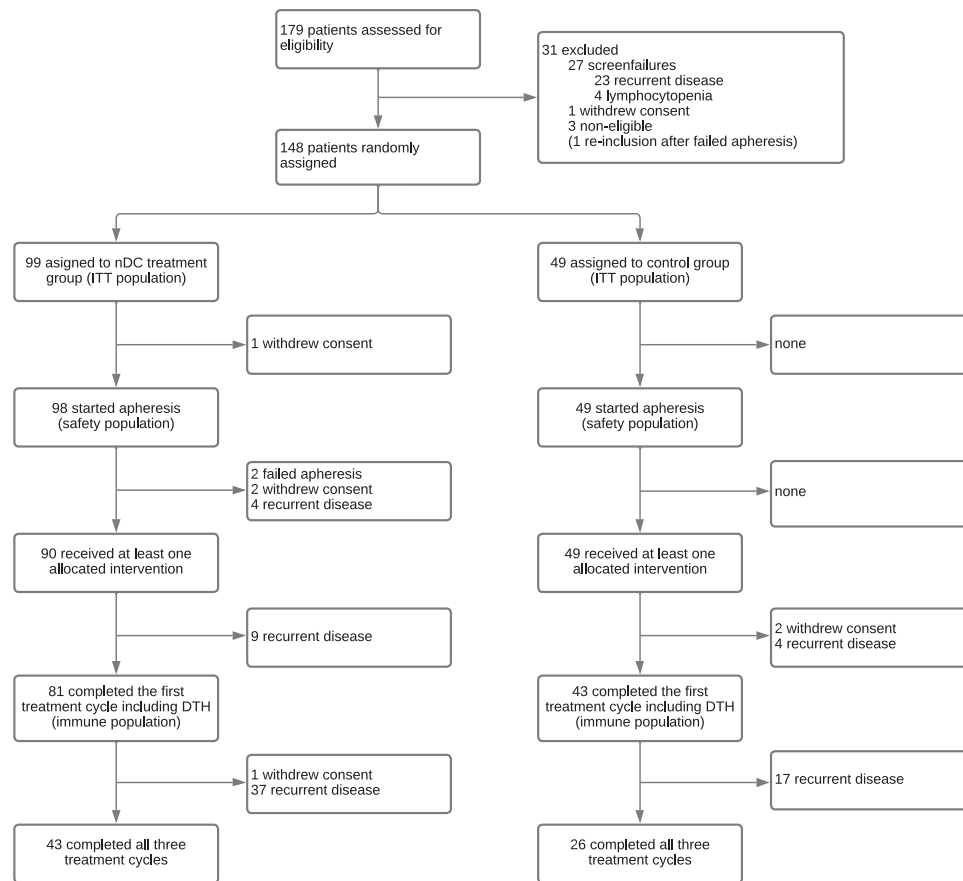 179 patients assessed for
eligibility
31 excluded
27 screenfailures
23 recurrent disease
4 lymphocytopenia
1 withdrew consent
3 non-eligible
(1 re-inclusion after failed apheresis)
148 patients randomly
assigned
99 asigned to nDC treatment
group (ITT population)
49 assigned to control group
(ITT population)
1 withdrew consent
none
98 started apheresis
(safety population)
49 started apheresis
(safety population)
2 failed apheresis
2 withdrew consent
4 recurrent disease
none
90 received at least one
allocated intervention
49 received at least one
allocated intervention
9 recurrent disease
2 withdrew consent
4 recurrent disease
81 completed the first
treatment cycle including DTH
(immune population)
43 completed the first
treatment cycle including DTH
(immune population)
1 withdrew consent
37 recurrent disease
17 recurrent disease
43 completed all three
treatment cycles
26 completed all three
treatment cycles